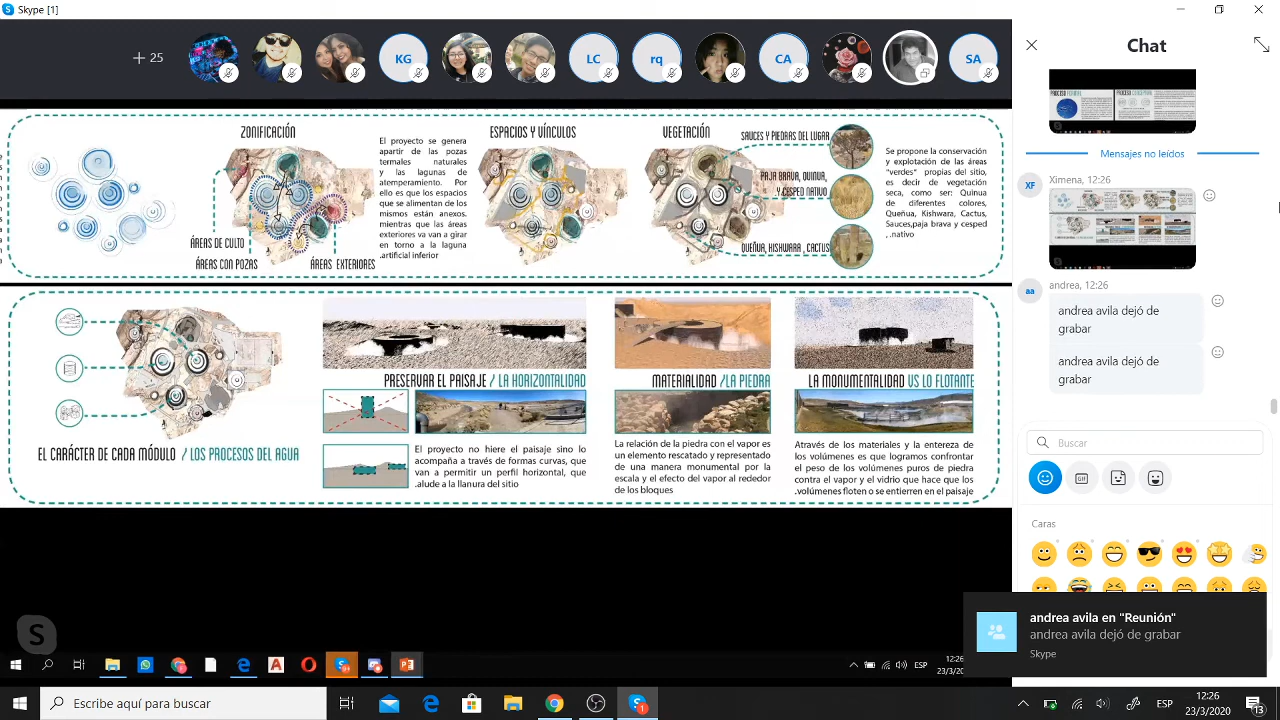 Skype [1]
+ 25
KG
LC
rq
CA
SA
ZONIFICACIÓN
ÁREAS DE CULTO
ÁREAS CON POZAS
ÁREAS EXTERIORES
El proyecto se genera
apartir de las pozas
termales naturales
y las lagunas de
atemperamiento. Por
ello es que los espacios
que se alimentan de los
mismos están anexos.
mientras que las áreas
exteriores va a girar
en torno a la laguna
.artificial inferior
ESPACIOS Y VÍNCULOS
VEGETACIÓN
SAUCES Y PIEDRAS DEL LUGAR
PAJA BRAVA, QUINUA,
Y CESPED NATIVO
QUEÑUA, KISHWARA , CACTUS
Se propone la conservación
y explotación de las áreas
"verdes" propias del sitio,
es decir de vegetación
seca, como ser: Quinua
de diferentes colores,
Queñua, Kishwara, Cactus,
Sauces,paja brava y cesped
.nativo
EL CARÁCTER DE CADA MÓDULO / LOS PROCESOS DEL AGUA
PRESERVAR EL PAISAJE / LA HORIZONTALIDAD
El proyecto no hiere el paisaje sino lo
acompaña a través de formas curvas, que
van a permitir un perfil horizontal, que
.alude a la llanura del sitio
MATERIALIDAD /LA PIEDRA
La relación de la piedra con el vapor es
un elemento rescatado y representado
de una manera monumental por la
escala y el efecto del vapor al rededor
de los bloques
LA MONUMENTALIDAD VS LO FLOTANTE
Através de los materiales y la entereza de
los volúmenes es que logramos confrontar
el peso de los volúmenes puros de piedra
contra el vapor y el vidrio que hace que los
.volúmenes floten o se entierren en el paisaje
ESP
12:26
23/3/20
Chat
PROCESO FORMAL
Mensajes no leídos
XF
Ximena, 12:26
aa
andrea, 12:26
andrea avila dejó de
grabar
andrea avila dejó de
grabar
Buscar
GIF
Caras
andrea avila en "Reunión"
andrea avila dejó de grabar
Skype
Escribe aquí para buscar
ESP
12:26
23/3/2020
13